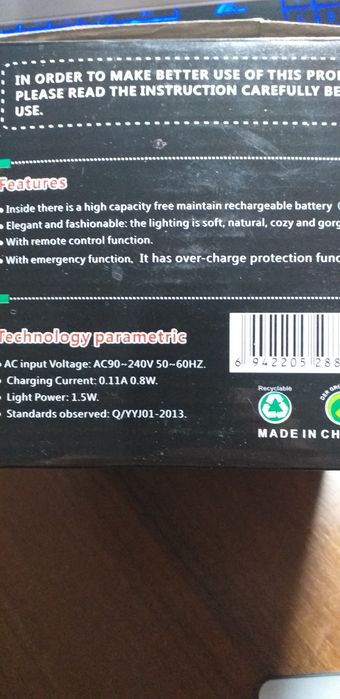 IN ORDER TO MAKE BETTER USE OF THIS
PLEASE READ THE INSTRUCTION CAREFULLY
USE.
Features
• Inside there is a high capacity free maintain rechargeable battery
• Elegant and fashionable: the lighting is soft, natural, cozy and
• With remote control function.
• With emergency function. It has over-charge protection
Technology parametric
• AC input Voltage: AC90~240V 50~60HZ.
• Charging Current: 0.11A 0.8W.
• Light Power: 1.5W.
• Standards observed: Q/YYJ01-2013.
6 942205 288
Recyclable
MADE IN CH